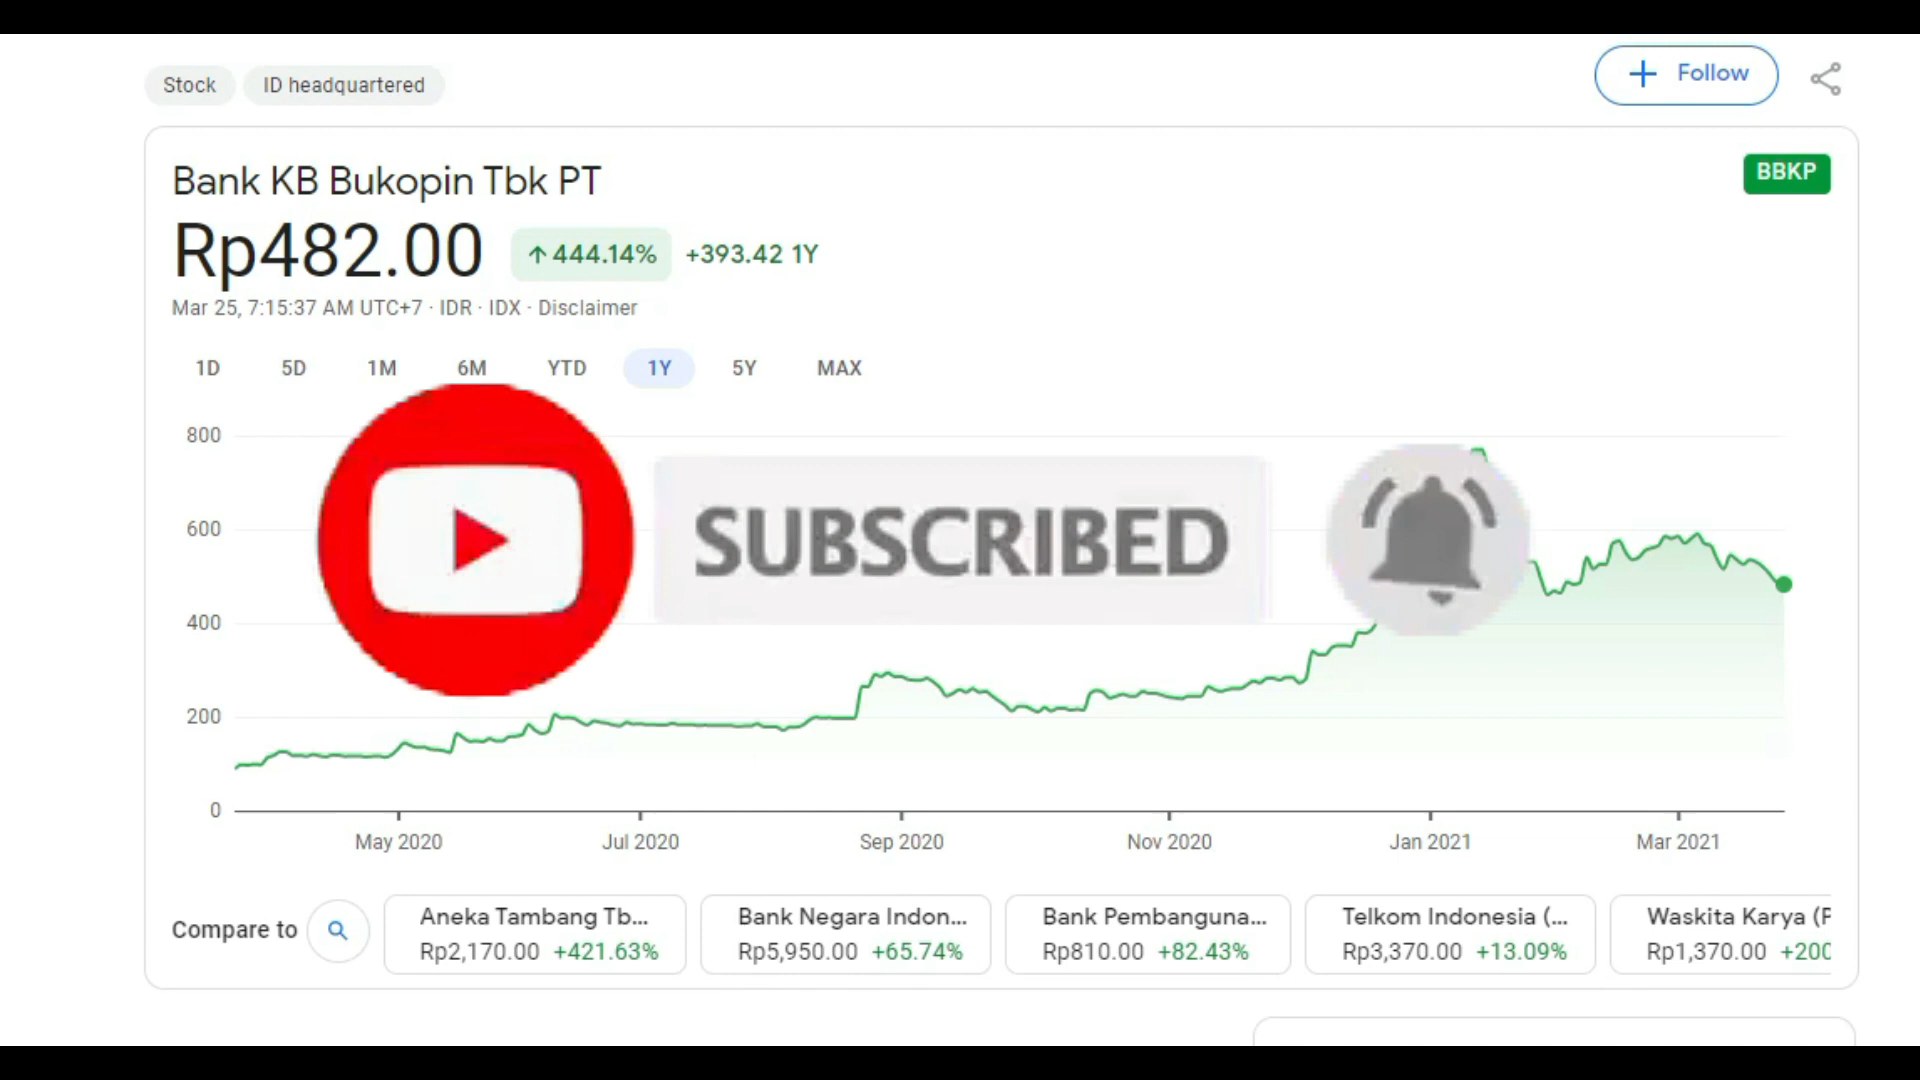 Stock ID headquartered
Follow
Bank KB Bukopin Tbk PT
BBKP
Rp482.00 ↑444.14% +393.42 1Y
Mar 25, 7:15:37 AM UTC+7 · IDR · IDX · Disclaimer
1D 5D 1M 6M YTD 1Y 5Y MAX
800
600
400
200
0
SUBSCRIBED
May 2020 Jul 2020 Sep 2020 Nov 2020 Jan 2021 Mar 2021
Compare to
Aneka Tambang Tb...
Rp2,170.00 +421.63%
Bank Negara Indon...
Rp5,950.00 +65.74%
Bank Pembanguna...
Rp810.00 +82.43%
Telkom Indonesia (...
Rp3,370.00 +13.09%
Waskita Karya (
Rp1,370.00 +200